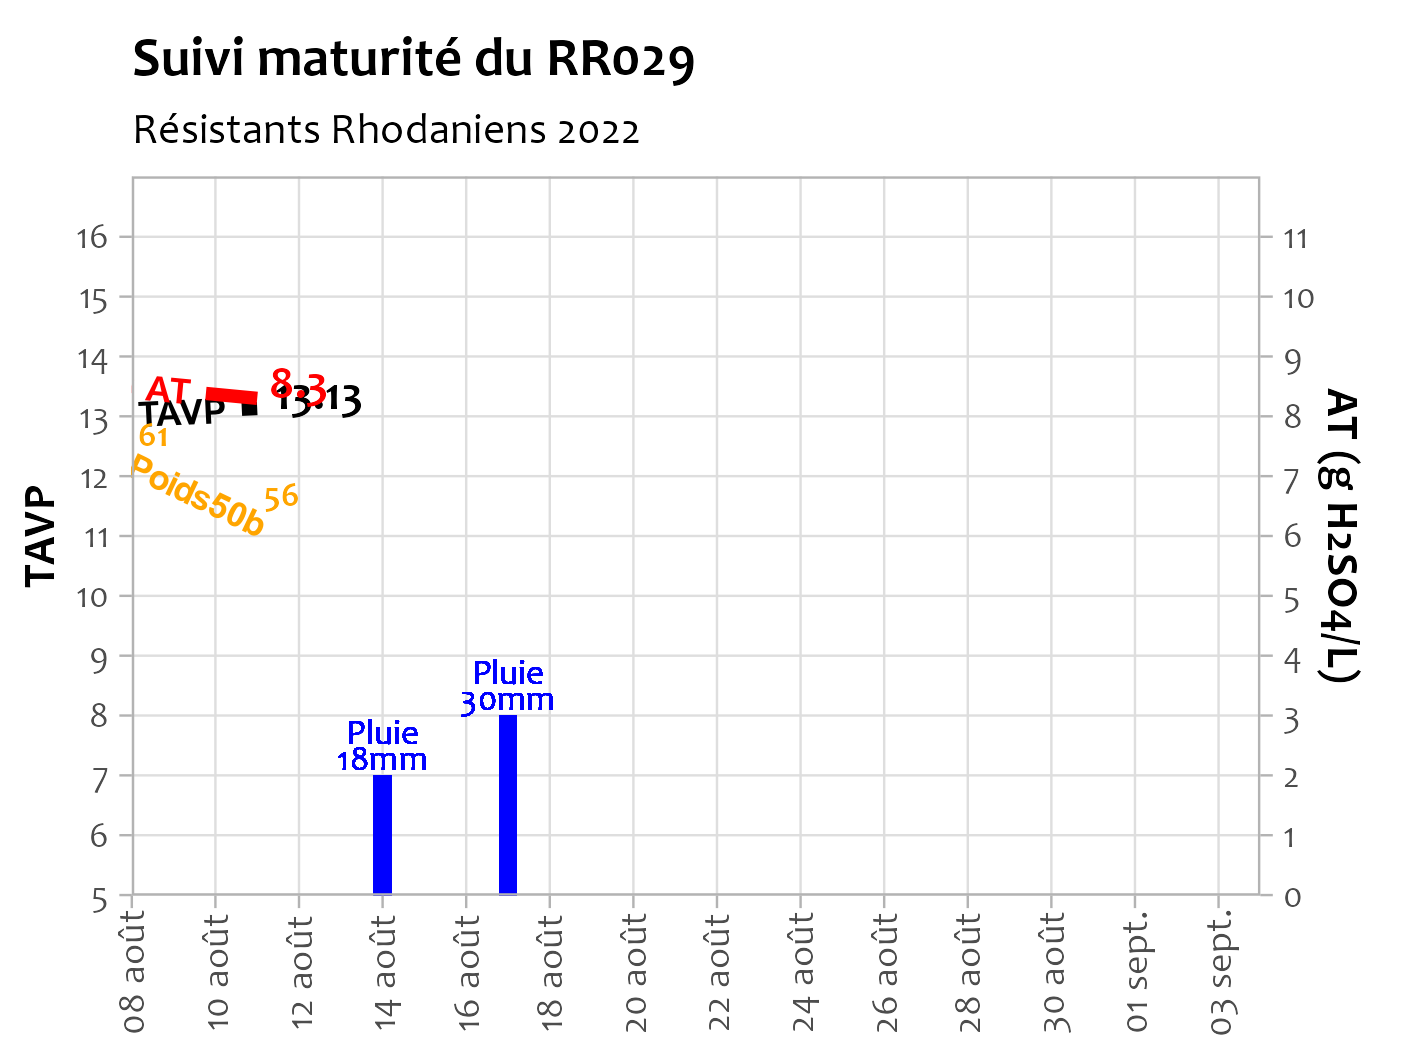 Suivi maturité du RR029
Résistants Rhodaniens 2022
TAVP
16
15
14
13
12
11
10
9
8
7
6
5
AT 8.3
TAVP 13.13
61
Poids50b
56
Pluie
18mm
Pluie
30mm
11
10
9
8
7
6
5
4
3
2
1
0
AT (g H2SO4/L)
08 août
10 août
12 août
14 août
16 août
18 août
20 août
22 août
24 août
26 août
28 août
30 août
01 sept.
03 sept.